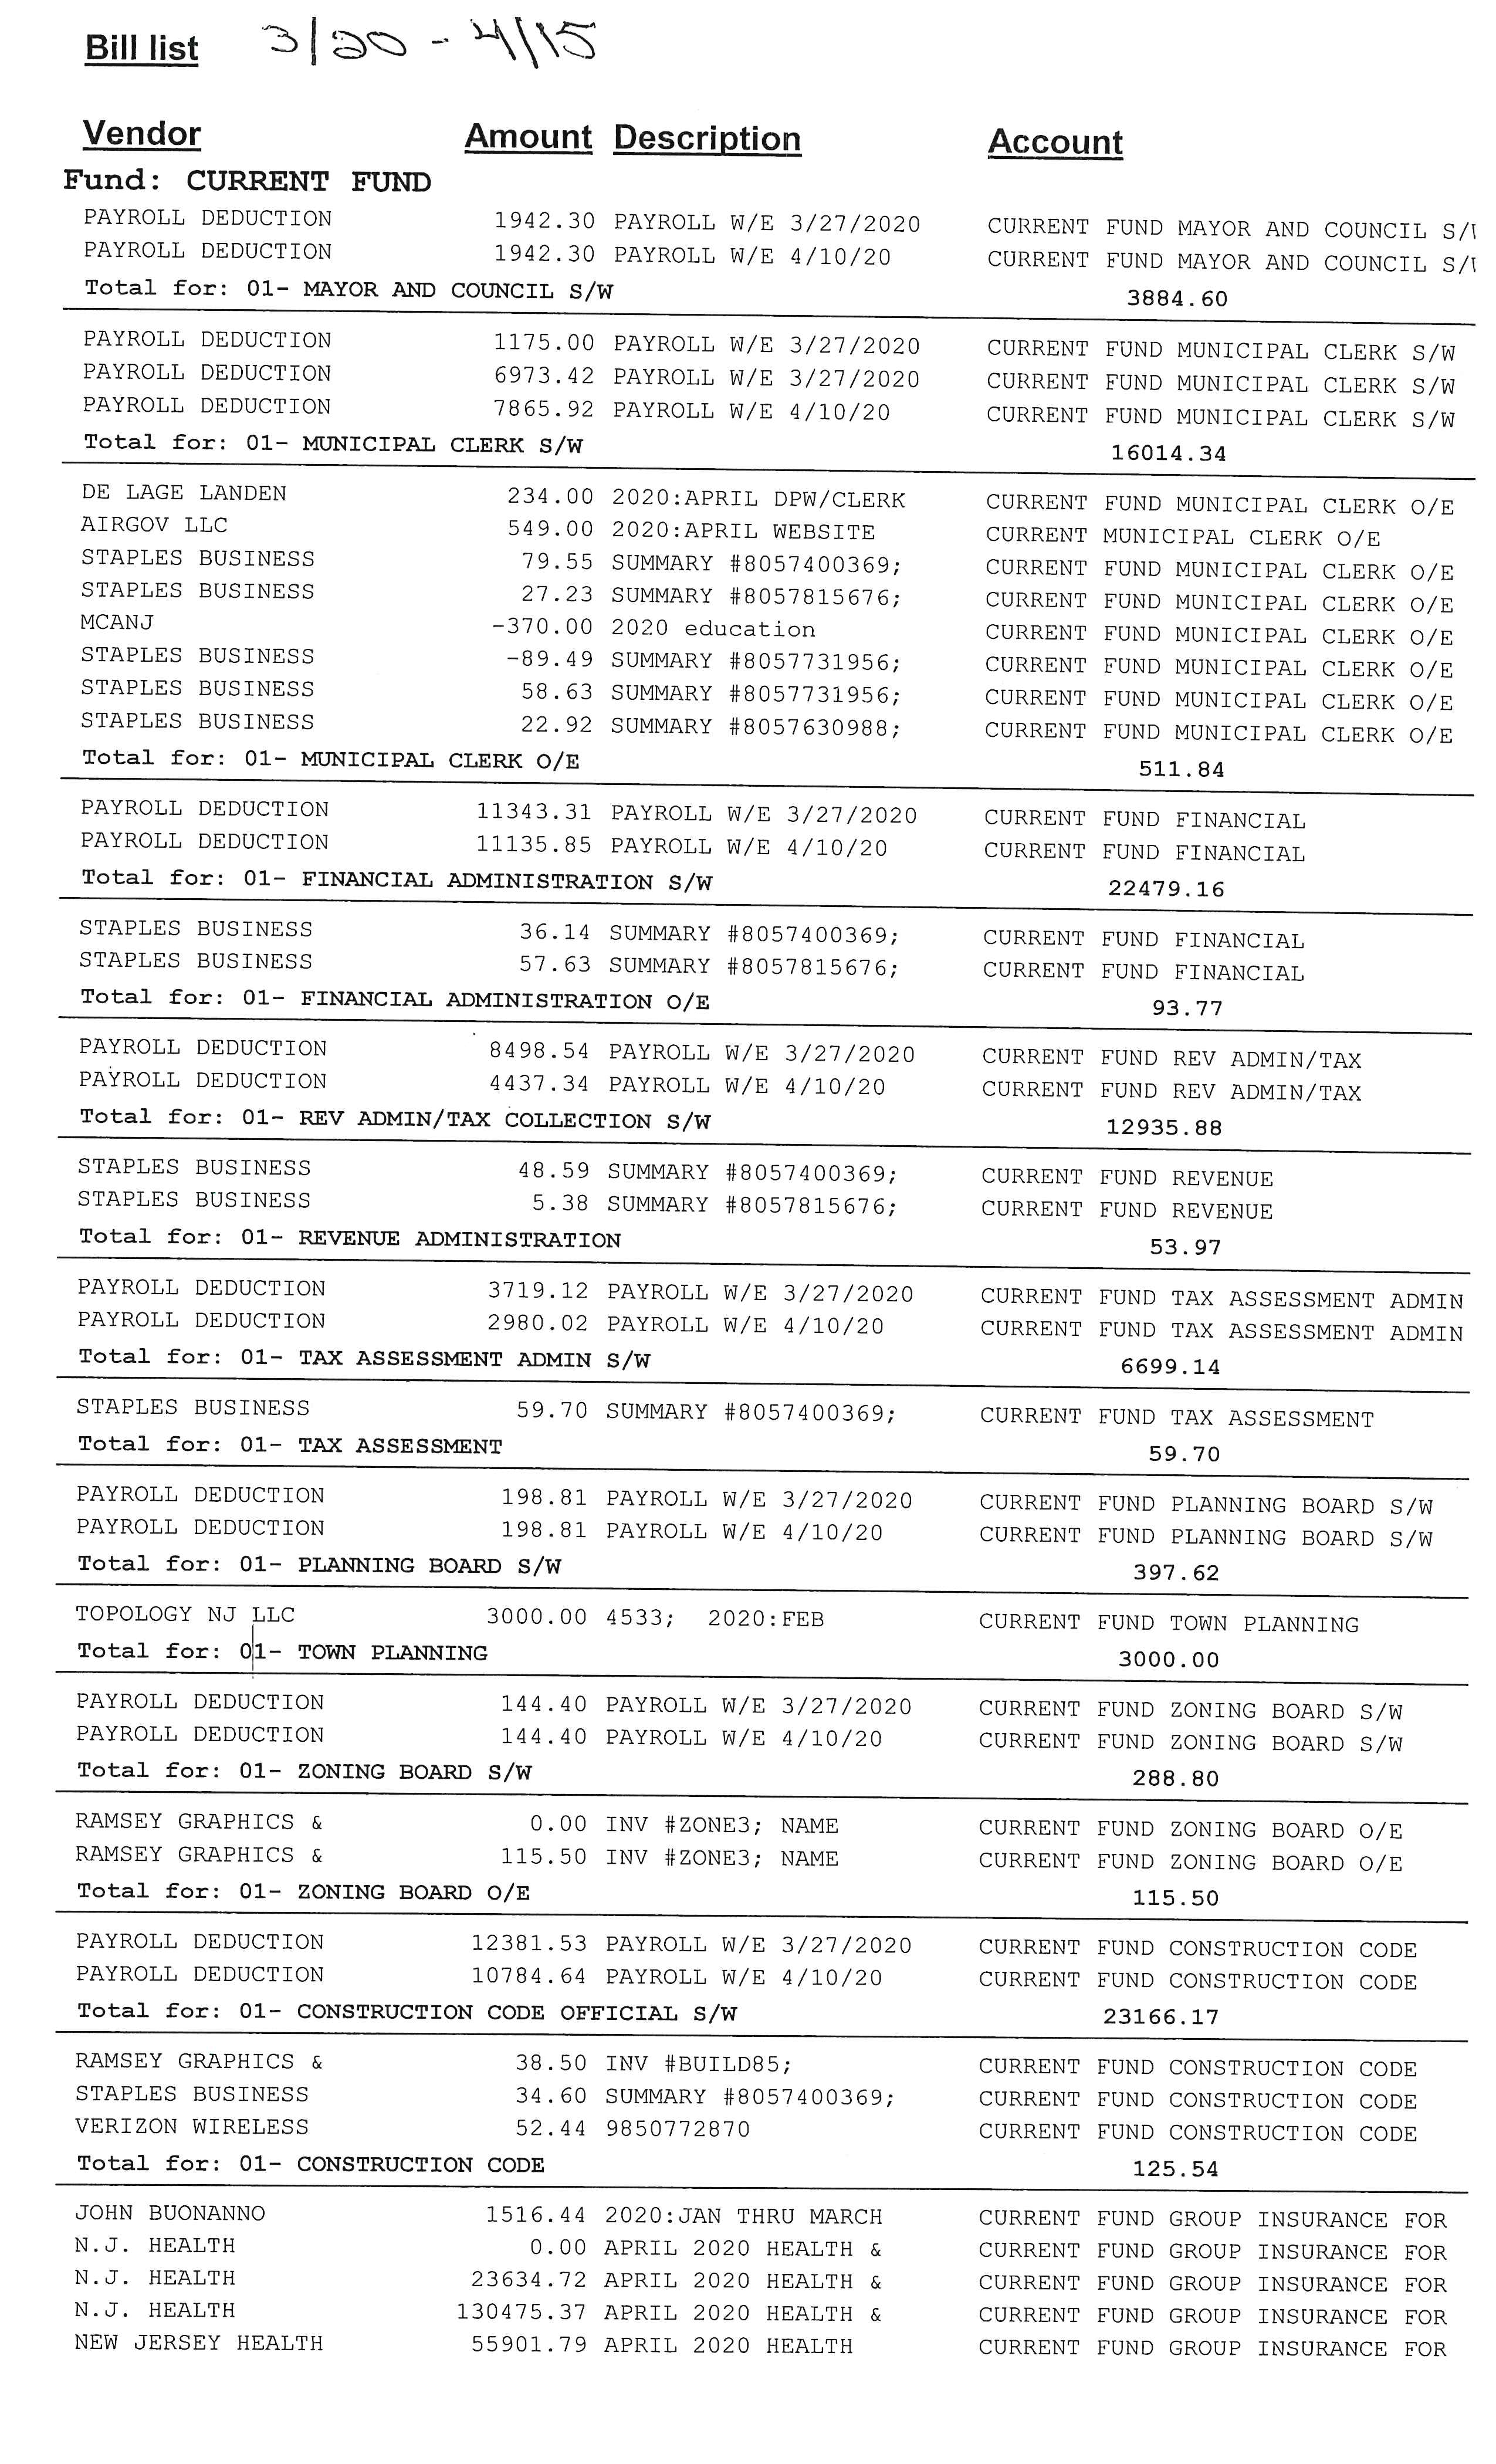 Bill list 3/20 - 4/15
Vendor Amount Description Account
Fund: CURRENT FUND
PAYROLL DEDUCTION 1942.30 PAYROLL W/E 3/27/2020 CURRENT FUND MAYOR AND COUNCIL S/
PAYROLL DEDUCTION 1942.30 PAYROLL W/E 4/10/20 CURRENT FUND MAYOR AND COUNCIL S/
Total for: 01- MAYOR AND COUNCIL S/W 3884.60
PAYROLL DEDUCTION 1175.00 PAYROLL W/E 3/27/2020 CURRENT FUND MUNICIPAL CLERK S/W
PAYROLL DEDUCTION 6973.42 PAYROLL W/E 3/27/2020 CURRENT FUND MUNICIPAL CLERK S/W
PAYROLL DEDUCTION 7865.92 PAYROLL W/E 4/10/20 CURRENT FUND MUNICIPAL CLERK S/W
Total for: 01- MUNICIPAL CLERK S/W 16014.34
DE LAGE LANDEN 234.00 2020:APRIL DPW/CLERK CURRENT FUND MUNICIPAL CLERK O/E
AIRGOV LLC 549.00 2020:APRIL WEBSITE CURRENT MUNICIPAL CLERK O/E
STAPLES BUSINESS 79.55 SUMMARY #8057400369; CURRENT FUND MUNICIPAL CLERK O/E
STAPLES BUSINESS 27.23 SUMMARY #8057815676; CURRENT FUND MUNICIPAL CLERK O/E
MCANJ -370.00 2020 education CURRENT FUND MUNICIPAL CLERK O/E
STAPLES BUSINESS -89.49 SUMMARY #8057731956; CURRENT FUND MUNICIPAL CLERK O/E
STAPLES BUSINESS 58.63 SUMMARY #8057731956; CURRENT FUND MUNICIPAL CLERK O/E
STAPLES BUSINESS 22.92 SUMMARY #8057630988; CURRENT FUND MUNICIPAL CLERK O/E
Total for: 01- MUNICIPAL CLERK O/E 511.84
PAYROLL DEDUCTION 11343.31 PAYROLL W/E 3/27/2020 CURRENT FUND FINANCIAL
PAYROLL DEDUCTION 11135.85 PAYROLL W/E 4/10/20 CURRENT FUND FINANCIAL
Total for: 01- FINANCIAL ADMINISTRATION S/W 22479.16
STAPLES BUSINESS 36.14 SUMMARY #8057400369; CURRENT FUND FINANCIAL
STAPLES BUSINESS 57.63 SUMMARY #8057815676; CURRENT FUND FINANCIAL
Total for: 01- FINANCIAL ADMINISTRATION O/E 93.77
PAYROLL DEDUCTION 8498.54 PAYROLL W/E 3/27/2020 CURRENT FUND REV ADMIN/TAX
PAYROLL DEDUCTION 4437.34 PAYROLL W/E 4/10/20 CURRENT FUND REV ADMIN/TAX
Total for: 01- REV ADMIN/TAX COLLECTION S/W 12935.88
STAPLES BUSINESS 48.59 SUMMARY #8057400369; CURRENT FUND REVENUE
STAPLES BUSINESS 5.38 SUMMARY #8057815676; CURRENT FUND REVENUE
Total for: 01- REVENUE ADMINISTRATION 53.97
PAYROLL DEDUCTION 3719.12 PAYROLL W/E 3/27/2020 CURRENT FUND TAX ASSESSMENT ADMIN
PAYROLL DEDUCTION 2980.02 PAYROLL W/E 4/10/20 CURRENT FUND TAX ASSESSMENT ADMIN
Total for: 01- TAX ASSESSMENT ADMIN S/W 6699.14
STAPLES BUSINESS 59.70 SUMMARY #8057400369; CURRENT FUND TAX ASSESSMENT
Total for: 01- TAX ASSESSMENT 59.70
PAYROLL DEDUCTION 198.81 PAYROLL W/E 3/27/2020 CURRENT FUND PLANNING BOARD S/W
PAYROLL DEDUCTION 198.81 PAYROLL W/E 4/10/20 CURRENT FUND PLANNING BOARD S/W
Total for: 01- PLANNING BOARD S/W 397.62
TOPOLOGY NJ LLC 3000.00 4533; 2020:FEB CURRENT FUND TOWN PLANNING
Total for: 01- TOWN PLANNING 3000.00
PAYROLL DEDUCTION 144.40 PAYROLL W/E 3/27/2020 CURRENT FUND ZONING BOARD S/W
PAYROLL DEDUCTION 144.40 PAYROLL W/E 4/10/20 CURRENT FUND ZONING BOARD S/W
Total for: 01- ZONING BOARD S/W 288.80
RAMSEY GRAPHICS & 0.00 INV #ZONE3; NAME CURRENT FUND ZONING BOARD O/E
RAMSEY GRAPHICS & 115.50 INV #ZONE3; NAME CURRENT FUND ZONING BOARD O/E
Total for: 01- ZONING BOARD O/E 115.50
PAYROLL DEDUCTION 12381.53 PAYROLL W/E 3/27/2020 CURRENT FUND CONSTRUCTION CODE
PAYROLL DEDUCTION 10784.64 PAYROLL W/E 4/10/20 CURRENT FUND CONSTRUCTION CODE
Total for: 01- CONSTRUCTION CODE OFFICIAL S/W 23166.17
RAMSEY GRAPHICS & 38.50 INV #BUILD85; CURRENT FUND CONSTRUCTION CODE
STAPLES BUSINESS 34.60 SUMMARY #8057400369; CURRENT FUND CONSTRUCTION CODE
VERIZON WIRELESS 52.44 9850772870 CURRENT FUND CONSTRUCTION CODE
Total for: 01- CONSTRUCTION CODE 125.54
JOHN BUONANNO 1516.44 2020:JAN THRU MARCH CURRENT FUND GROUP INSURANCE FOR
N.J. HEALTH 0.00 APRIL 2020 HEALTH & CURRENT FUND GROUP INSURANCE FOR
N.J. HEALTH 23634.72 APRIL 2020 HEALTH & CURRENT FUND GROUP INSURANCE FOR
N.J. HEALTH 130475.37 APRIL 2020 HEALTH & CURRENT FUND GROUP INSURANCE FOR
NEW JERSEY HEALTH 55901.79 APRIL 2020 HEALTH CURRENT FUND GROUP INSURANCE FOR